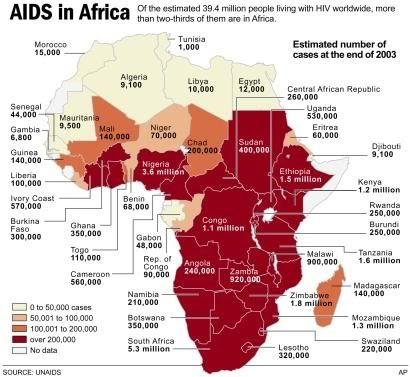 AIDS in Africa
Of the estimated 39.4 million people living with HIV worldwide, more
than two-thirds of them are in Africa.
Estimated number of
cases at the end of 2003
Tunisia
1,000
Morocco
15,000
Algeria
9,100
Libya
10,000
Egypt
12,000
Central African Republic
260,000
Uganda
530,000
Eritrea
60,000
Djibouti
9,100
Senegal
44,000
Mauritania
9,500
Gambia
6,800
Mali
140,000
Niger
70,000
Chad
200,000
Sudan
400,000
Guinea
140,000
Liberia
100,000
Nigeria
3.6 million
Ethiopia
1.5 million
Kenya
1.2 million
Ivory Coast
570,000
Rwanda
250,000
Burkina
Faso
300,000
Ghana
350,000
Benin
68,000
Congo
1.1 million
Burundi
250,000
Togo
110,000
Gabon
48,000
Tanzania
1.6 million
Cameroon
560,000
Rep. of
Congo
90,000
Angola
240,000
Zambia
920,000
Malawi
900,000
Madagascar
140,000
Namibia
210,000
Zimbabwe
1.8 million
Botswana
350,000
Mozambique
1.3 million
South Africa
5.3 million
Lesotho
320,000
Swaziland
220,000
0 to 50,000 cases
50,001 to 100,000
100,001 to 200,000
over 200,000
No data
SOURCE: UNAIDS
AP